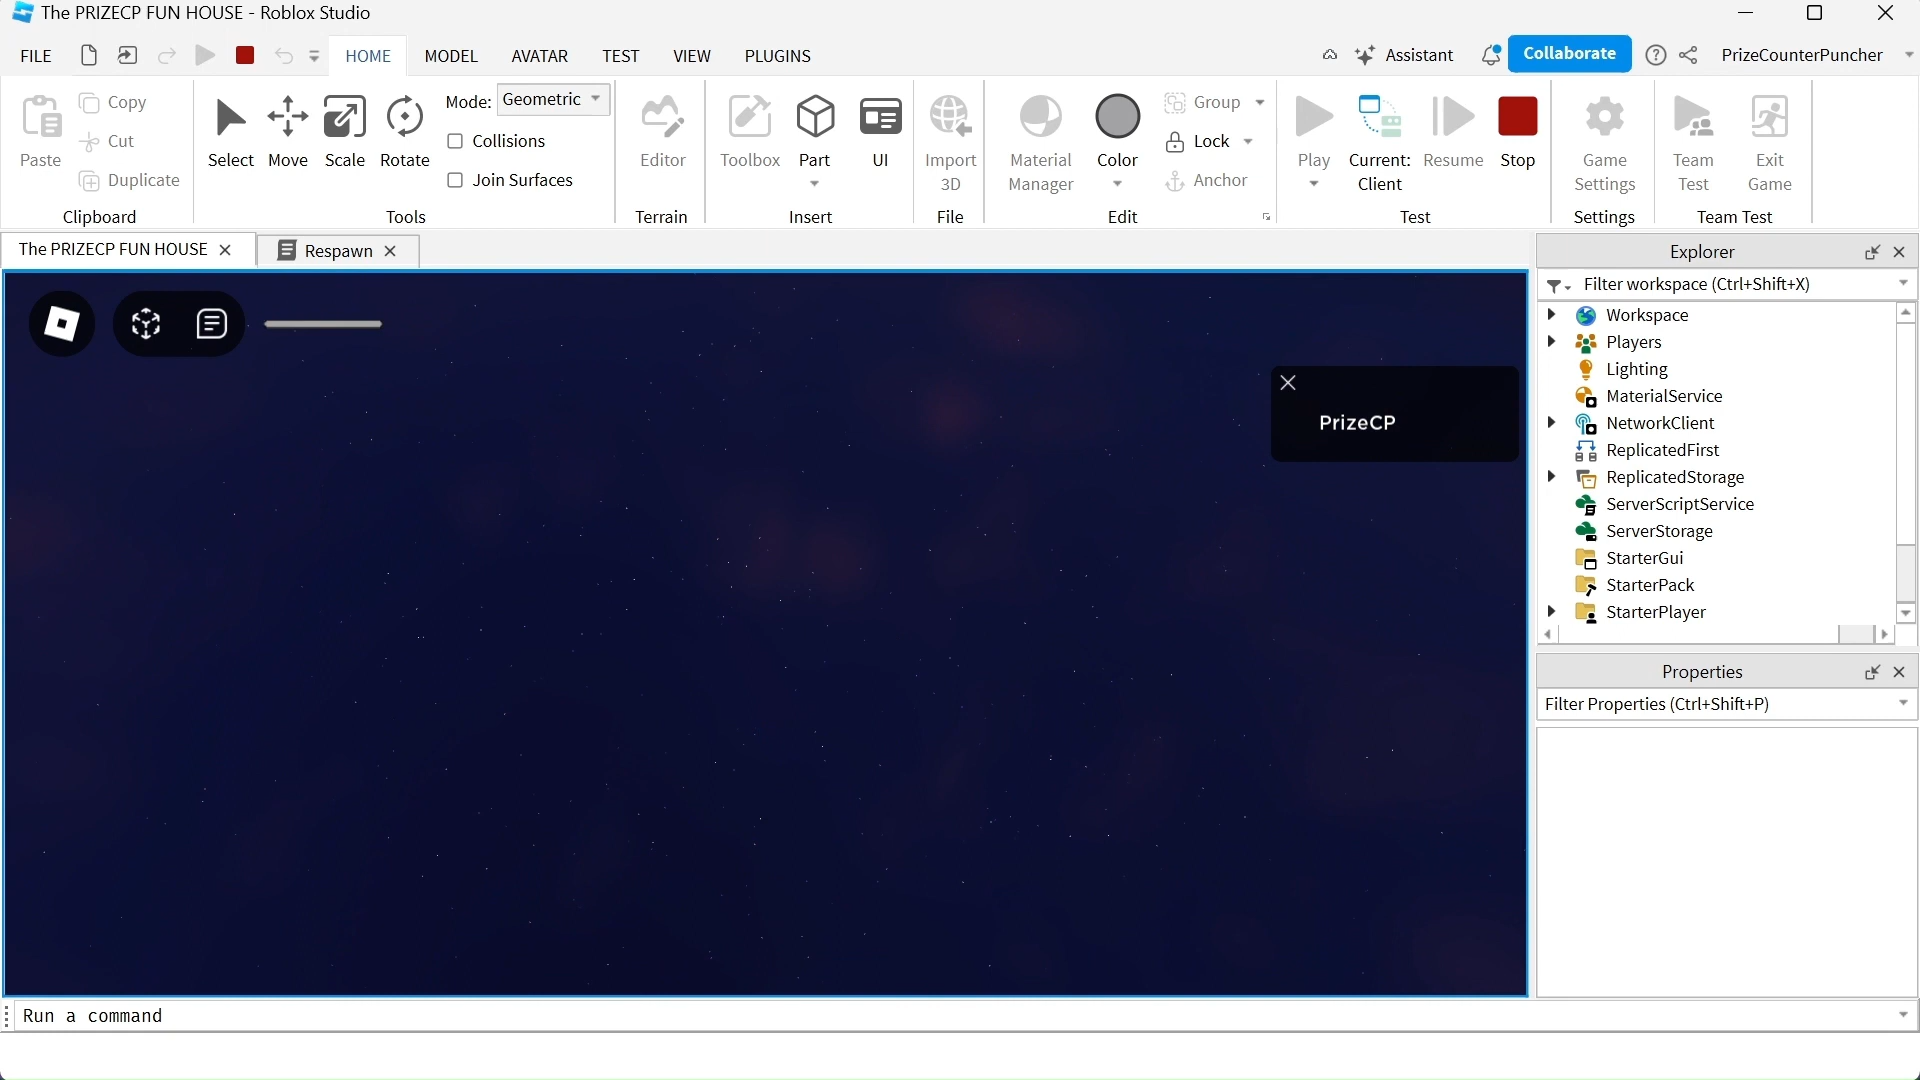 The PRIZECP FUN HOUSE - Roblox Studio
FILE HOME MODEL AVATAR TEST VIEW PLUGINS Assistant Collaborate PrizeCounterPuncher
Paste
Copy
Cut
Duplicate
Clipboard
Select Move Scale Rotate
Mode: Geometric
Collisions
Join Surfaces
Tools
Editor
Terrain
Toolbox Part UI
Insert
Import
3D
File
Material
Manager
Color
Group
Lock
Anchor
Edit
Play
Current:
Client
Resume
Stop
Test
Game
Settings
Settings
Team
Test
Exit
Game
Team Test
The PRIZECP FUN HOUSE
Respawn
PrizeCP
Explorer
Filter workspace (Ctrl+Shift+X)
Workspace
Players
Lighting
MaterialService
NetworkClient
ReplicatedFirst
ReplicatedStorage
ServerScriptService
ServerStorage
StarterGui
StarterPack
StarterPlayer
Properties
Filter Properties (Ctrl+Shift+P)
Run a command